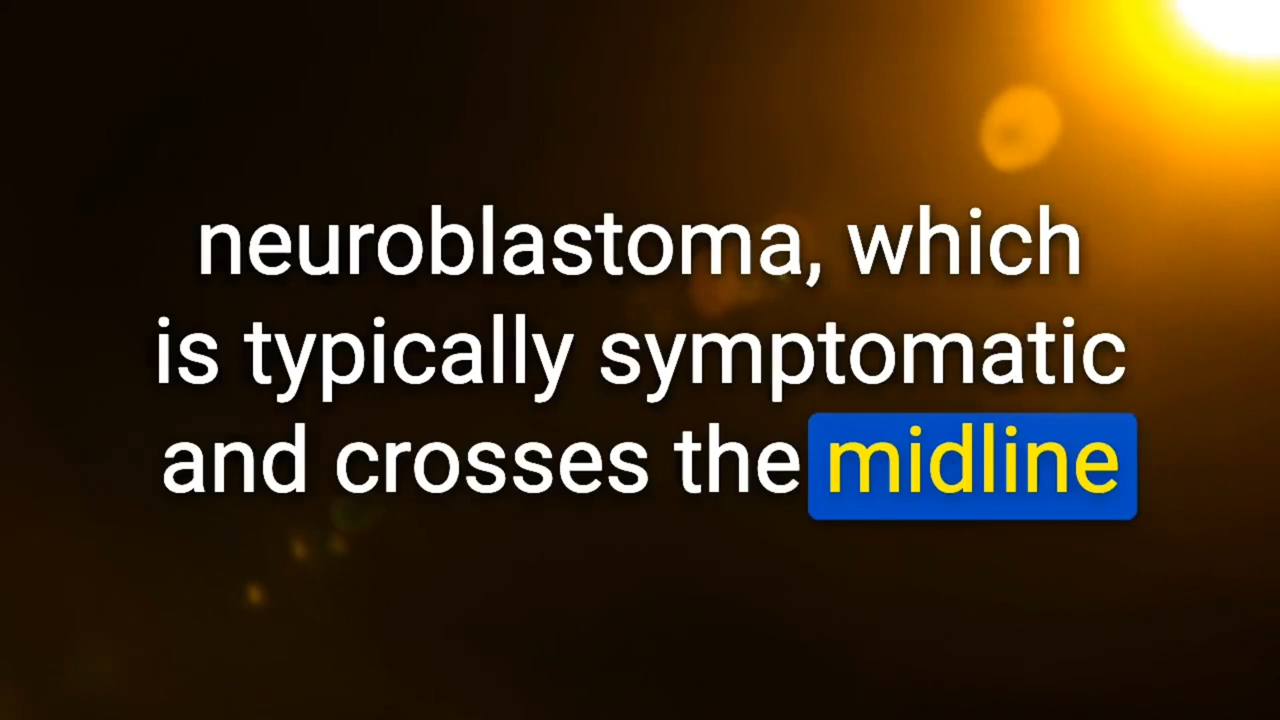 neuroblastoma, which
is typically symptomatic
and crosses the midline